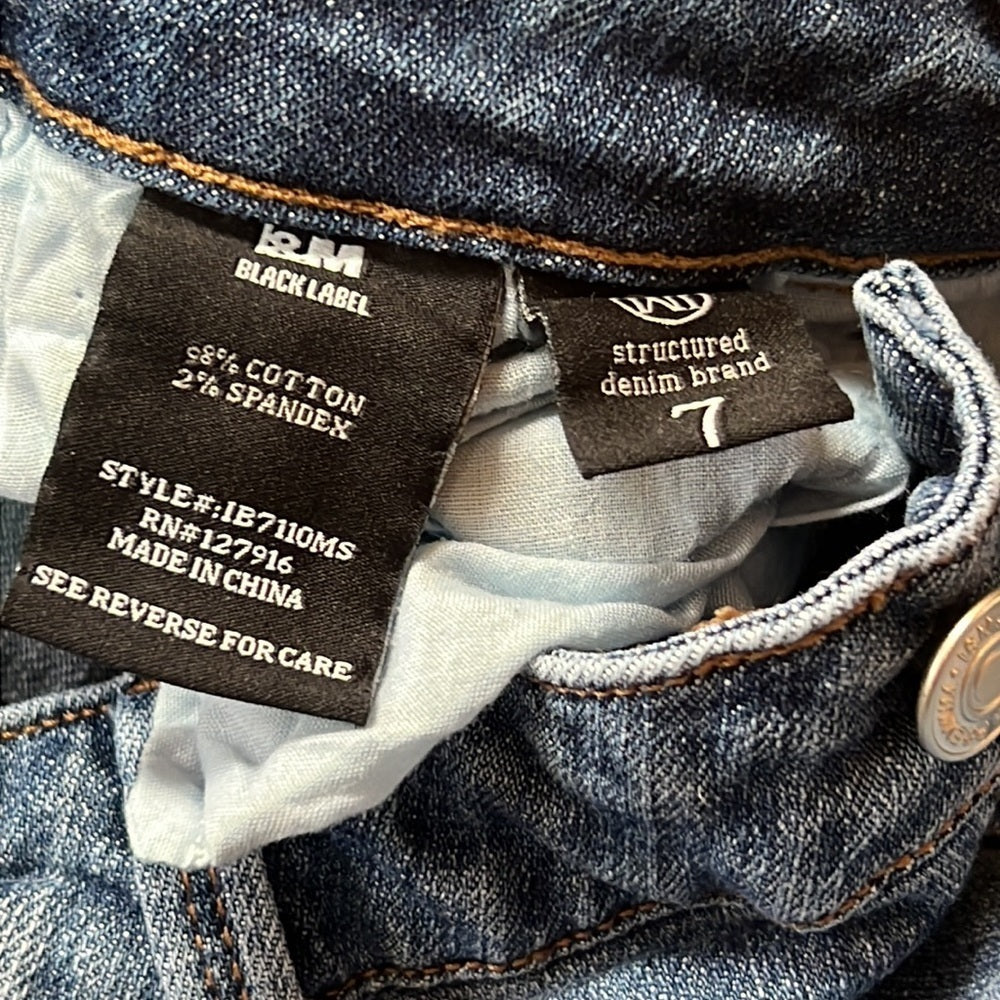 BLACK LABEL
98% COTTON
2% SPANDEX
STYLE#:IB7110MS
RN#127916
MADE IN CHINA
SEE REVERSE FOR CARE
structured
denim brand
7